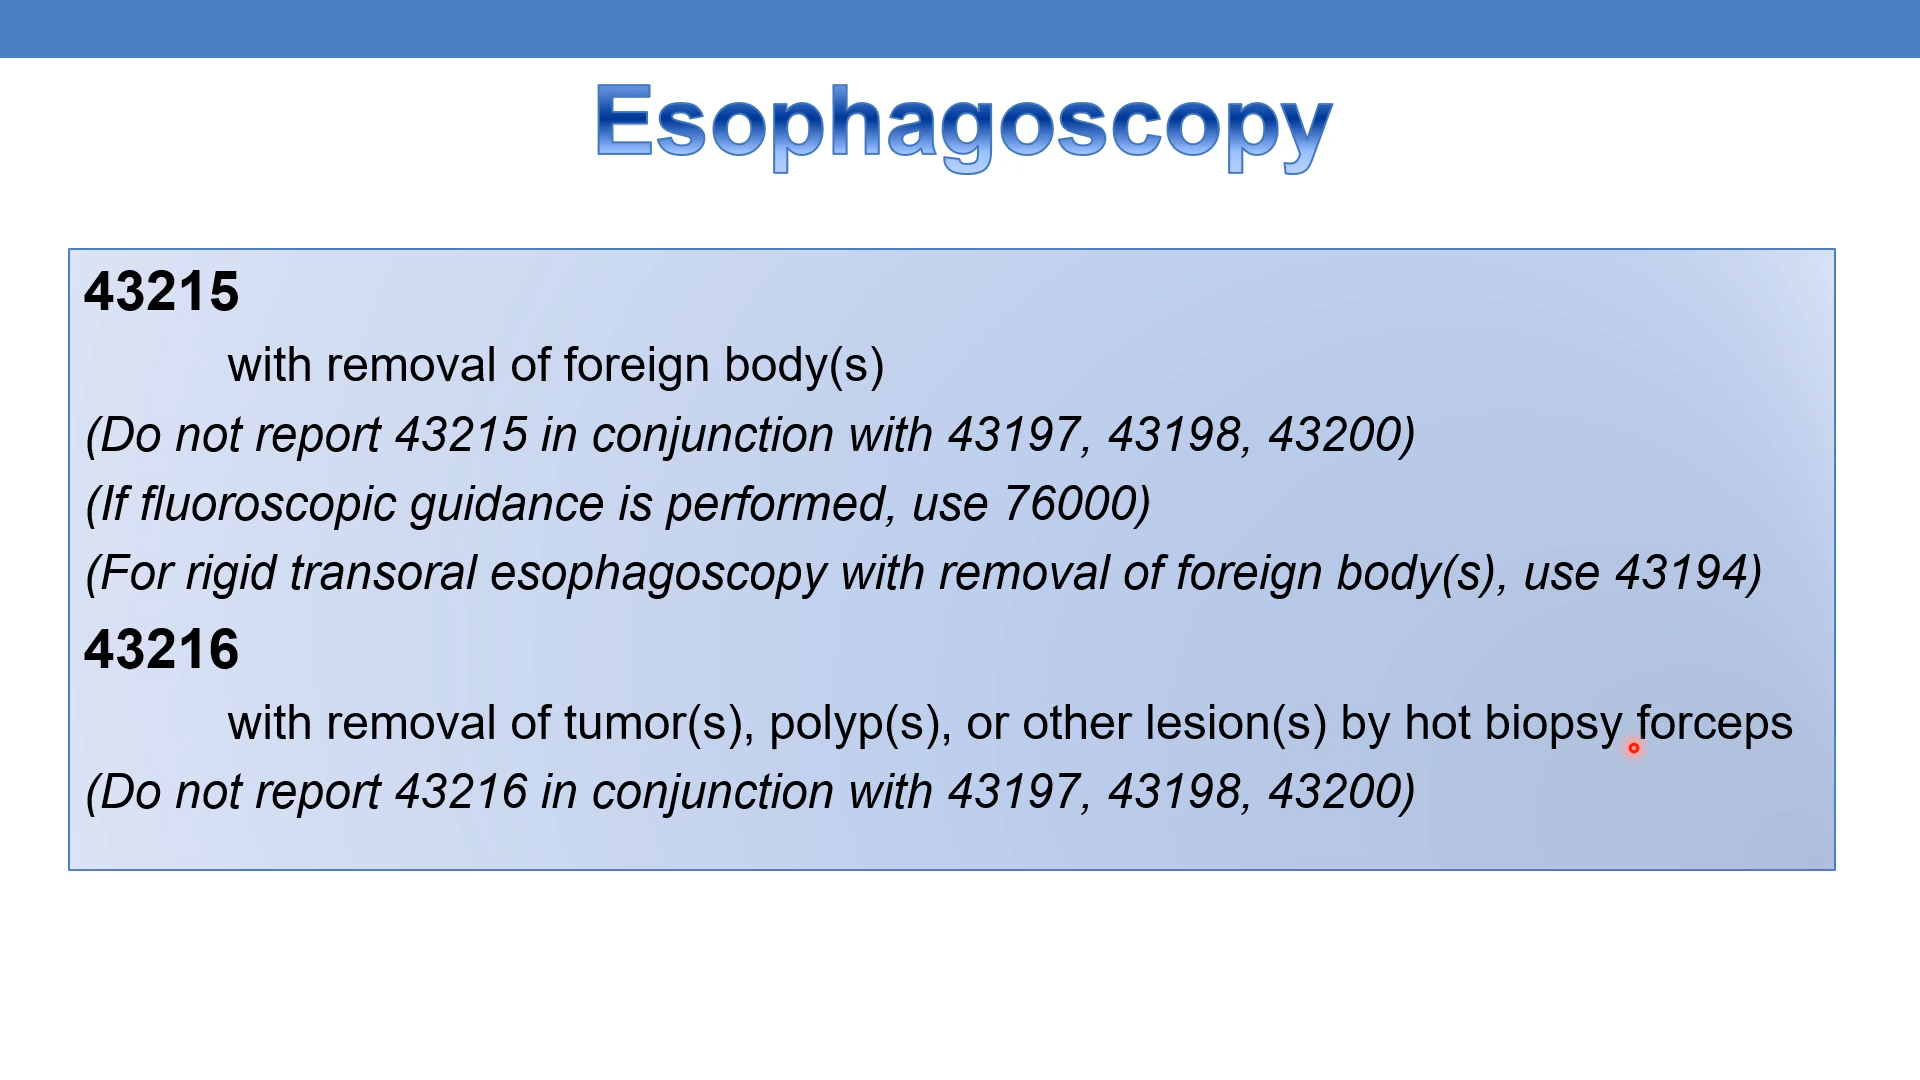 Esophagoscopy
43215
with removal of foreign body(s)
(Do not report 43215 in conjunction with 43197, 43198, 43200)
(If fluoroscopic guidance is performed, use 76000)
(For rigid transoral esophagoscopy with removal of foreign body(s), use 43194)
43216
with removal of tumor(s), polyp(s), or other lesion(s) by hot biopsy forceps
(Do not report 43216 in conjunction with 43197, 43198, 43200)